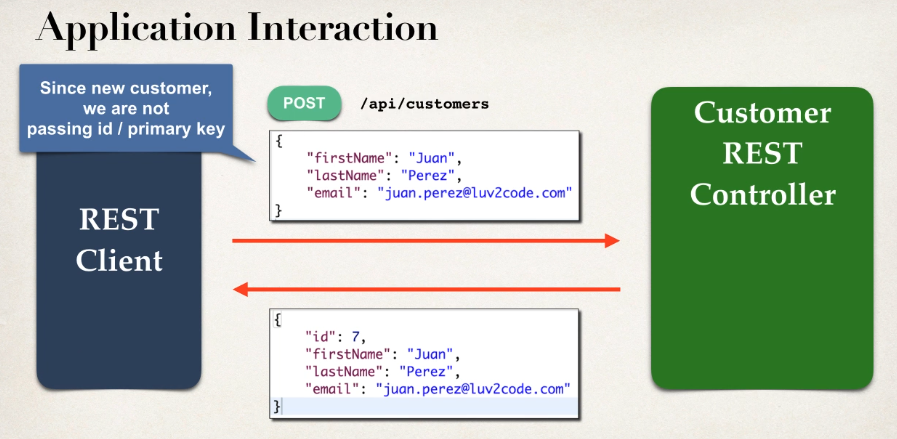 Application Interaction
Since new customer,
we are not
passing id / primary key
POST /api/customers
{
"firstName": "Juan",
"lastName": "Perez",
"email": "juan.perez@luv2code.com"
}
REST
Client
Customer
REST
Controller
{
"id": 7,
"firstName": "Juan",
"lastName": "Perez",
"email": "juan.perez@luv2code.com"
}